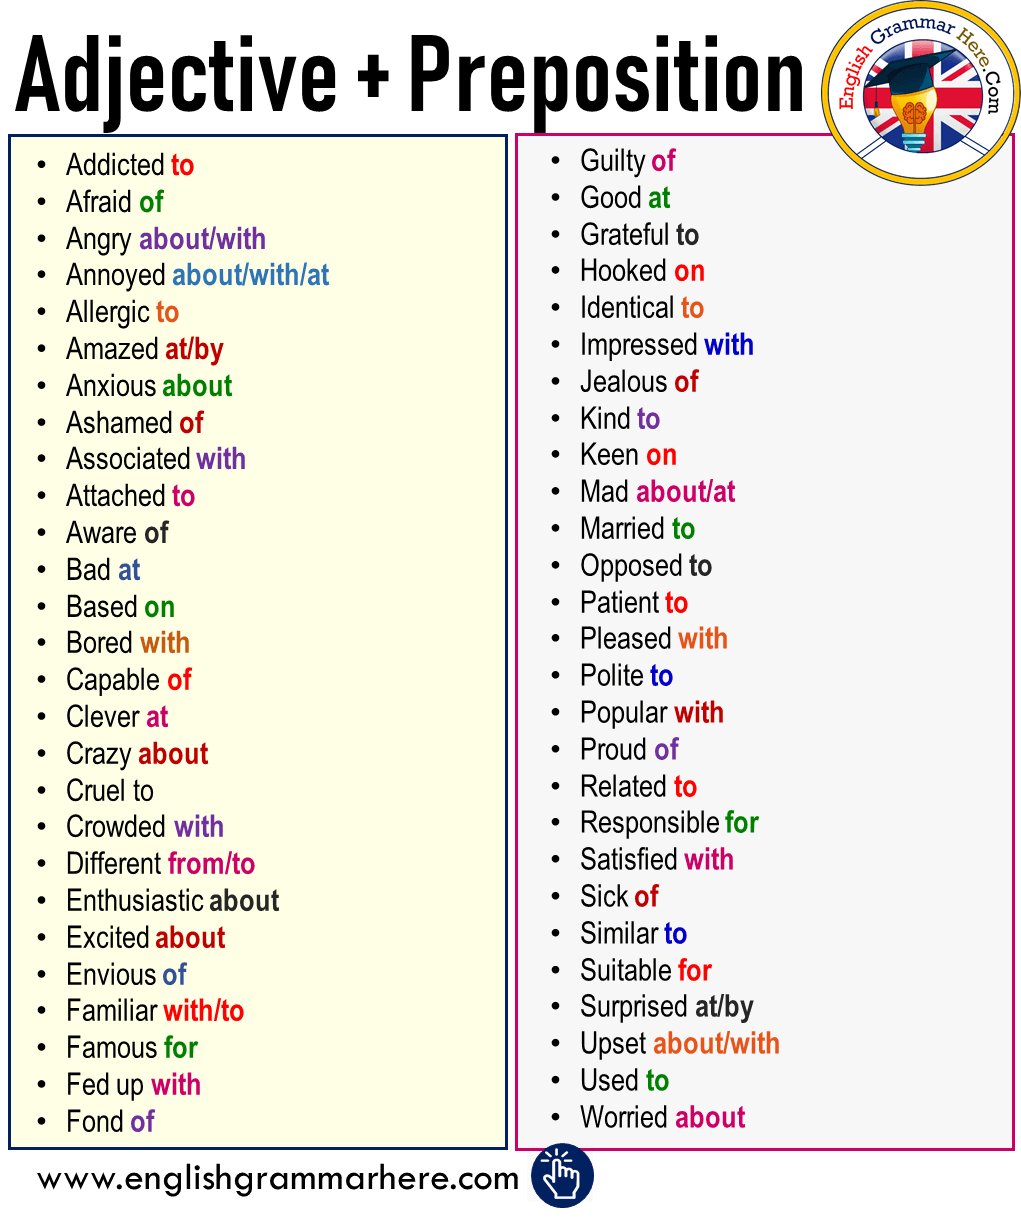 Adjective + Preposition
English Grammar Here.Com
• Addicted to
• Afraid of
• Angry about/with
• Annoyed about/with/at
• Allergic to
• Amazed at/by
• Anxious about
• Ashamed of
• Associated with
• Attached to
• Aware of
• Bad at
• Based on
• Bored with
• Capable of
• Clever at
• Crazy about
• Cruel to
• Crowded with
• Different from/to
• Enthusiastic about
• Excited about
• Envious of
• Familiar with/to
• Famous for
• Fed up with
• Fond of
• Guilty of
• Good at
• Grateful to
• Hooked on
• Identical to
• Impressed with
• Jealous of
• Kind to
• Keen on
• Mad about/at
• Married to
• Opposed to
• Patient to
• Pleased with
• Polite to
• Popular with
• Proud of
• Related to
• Responsible for
• Satisfied with
• Sick of
• Similar to
• Suitable for
• Surprised at/by
• Upset about/with
• Used to
• Worried about
www.englishgrammarhere.com